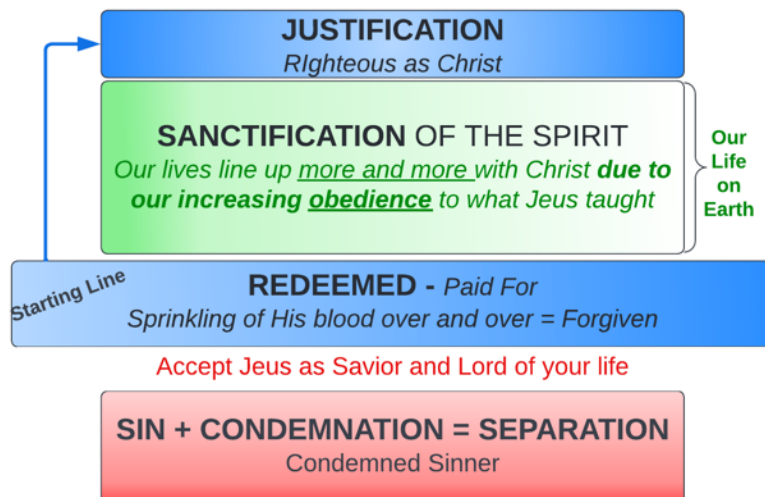 JUSTIFICATION
RIghteous as Christ
SANCTIFICATION OF THE SPIRIT
Our lives line up more and more with Christ due to
our increasing obedience to what Jeus taught
Our
Life
on
Earth
Starting Line
REDEEMED - Paid For
Sprinkling of His blood over and over = Forgiven
Accept Jeus as Savior and Lord of your life
SIN + CONDEMNATION = SEPARATION
Condemned Sinner